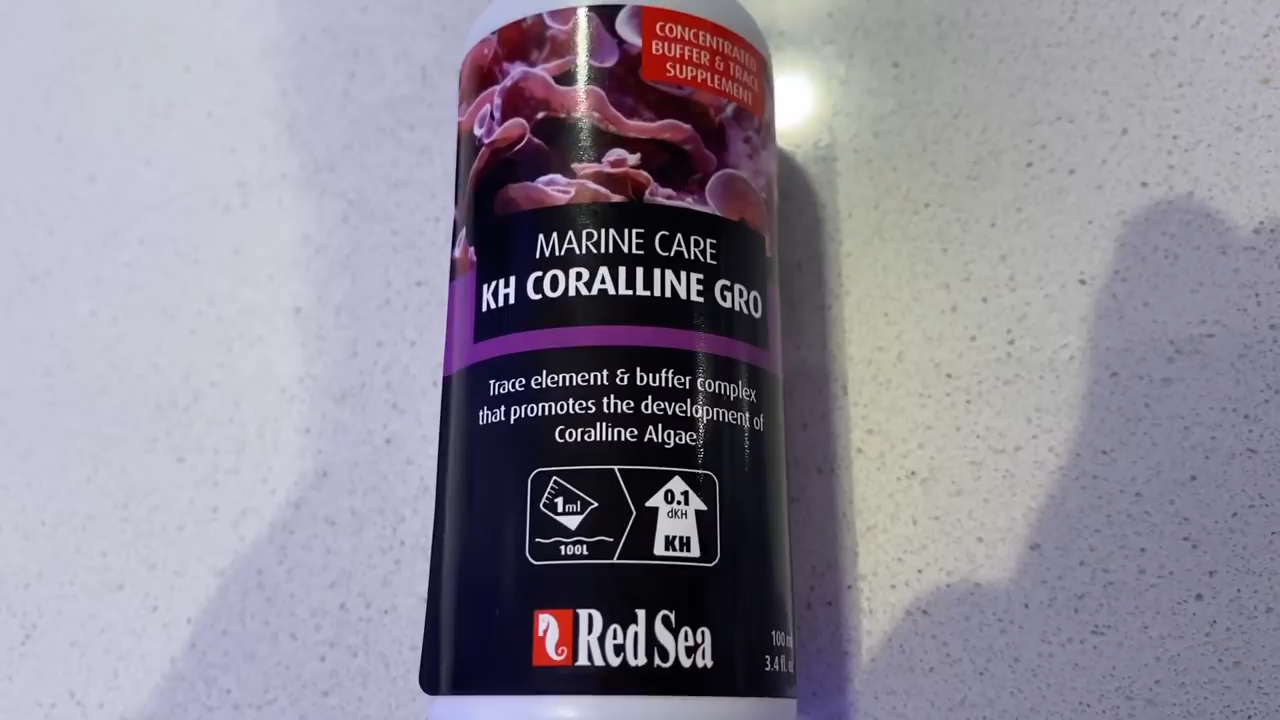 CONCENTRATED
BUFFER & TRACE
SUPPLEMENT
MARINE CARE
KH CORALLINE GRO
Trace element & buffer complex
that promotes the development of
Coralline Algae
1ml
100L
0.1
dKH
KH
Red Sea
100
3.4 fl.